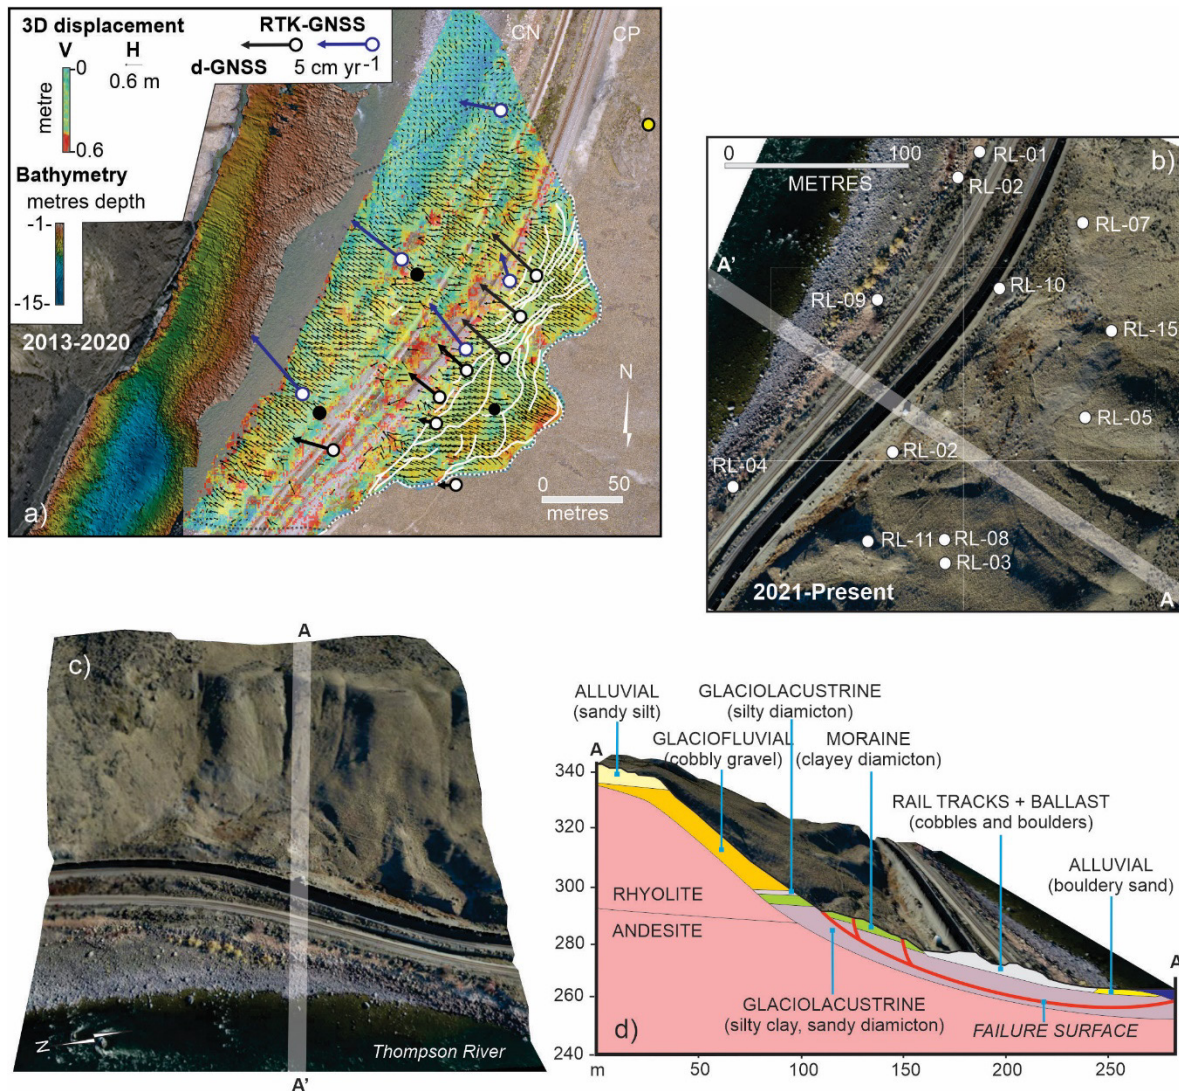 3D displacement
V
H
0
0.6 m
metre
0.6
RTK-GNSS
d-GNSS
5 cm yr-1
CN
CP
Bathymetry
metres depth
-1
-15
2013-2020
N
0 50
metres
a)
0 100
METRES
b)
RL-01
RL-02
RL-07
A'
RL-10
RL-09
RL-15
RL-05
RL-02
RL-04
RL-11
RL-08
RL-03
2021-Present
A
A
c)
N
Thompson River
A'
ALLUVIAL
(sandy silt)
GLACIOLACUSTRINE
(silty diamicton)
GLACIOFLUVIAL
(cobbly gravel)
MORAINE
(clayey diamicton)
RAIL TRACKS + BALLAST
(cobbles and boulders)
ALLUVIAL
(bouldery sand)
A
340
320
300
280
260
240
RHYOLITE
ANDESITE
GLACIOLACUSTRINE
(silty clay, sandy diamicton)
FAILURE SURFACE
d)
m 50 100 150 200 250